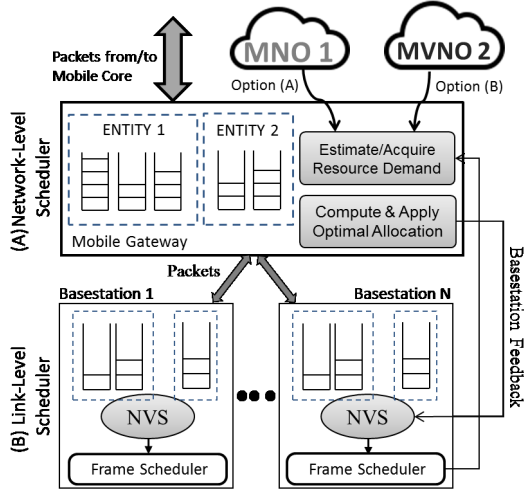 Packets from/to
Mobile Core
MNO 1
MVNO 2
Option (A)
Option (B)
(A) Network-Level
Scheduler
ENTITY 1
ENTITY 2
Estimate/Acquire
Resource Demand
Compute & Apply
Optimal Allocation
Mobile Gateway
Packets
Basestation 1
Basestation N
Basestation Feedback
(B) Link-Level
Scheduler
NVS
NVS
Frame Scheduler
Frame Scheduler